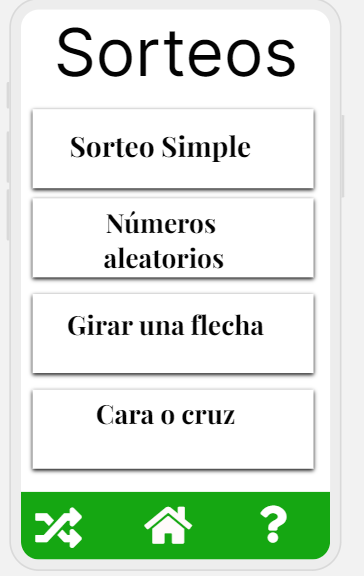 Sorteos
Sorteo Simple
Números
aleatorios
Girar una flecha
Cara o cruz
?